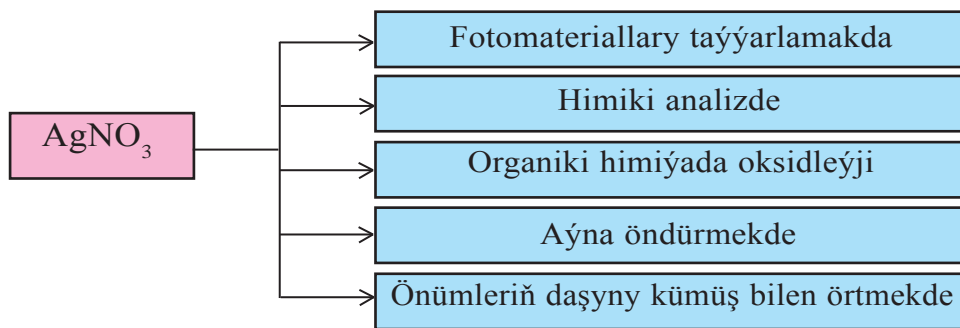 AgNO₃
Fotomateriallary taýýarlamakda
Himiki analizde
Organiki himiýada oksidleýji
Aýna öndürmekde
Önümleriň daşyny kümüş bilen örtmekde